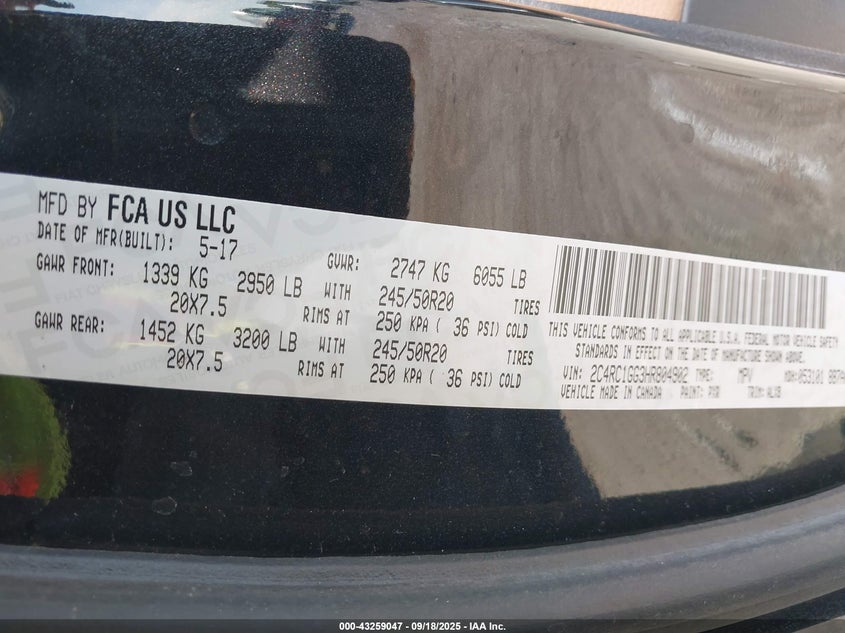 MFD BY FCA US LLC
DATE OF MFR(BUILT): 5-17
GVWR: 2747 KG 6055 LB
GAWR FRONT: 1339 KG 2950 LB WITH 245/50R20 TIRES
20X7.5 RIMS AT 250 KPA ( 36 PSI) COLD
GAWR REAR: 1452 KG 3200 LB WITH 245/50R20 TIRES
20X7.5 RIMS AT 250 KPA ( 36 PSI) COLD
THIS VEHICLE CONFORMS TO ALL APPLICABLE U.S.A. FEDERAL MOTOR VEHICLE SAFETY
STANDARDS IN EFFECT ON THE DATE OF MANUFACTURE SHOWN ABOVE.
VIN: 2C4RC1GG3HR804902 TYPE: MPV MDH:053101
VEHICLE MADE IN CANADA PAINT: PXR TRIM:
000-43259047 - 09/18/2025 - IAA Inc.